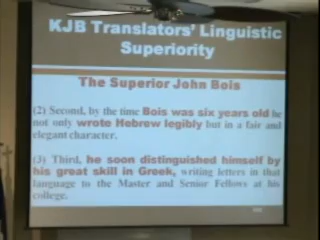 KJB Translators' Linguistic
Superiority
The Superior John Bois
(2) Second, by the time Bois was six years old he
not only wrote Hebrew legibly but in a fair and
elegant character.
(3) Third, he soon distinguished himself by
his great skill in Greek, writing letters in that
language to the Master and Senior Fellows at his
college.